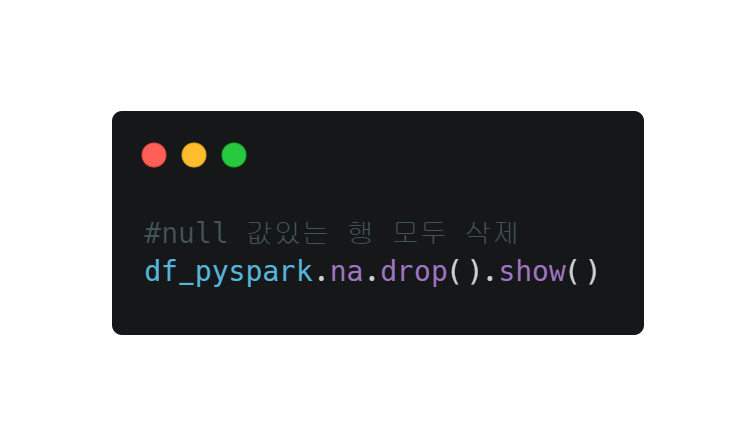 #null 값있는 행 모두 삭제
df_pyspark.na.drop().show()